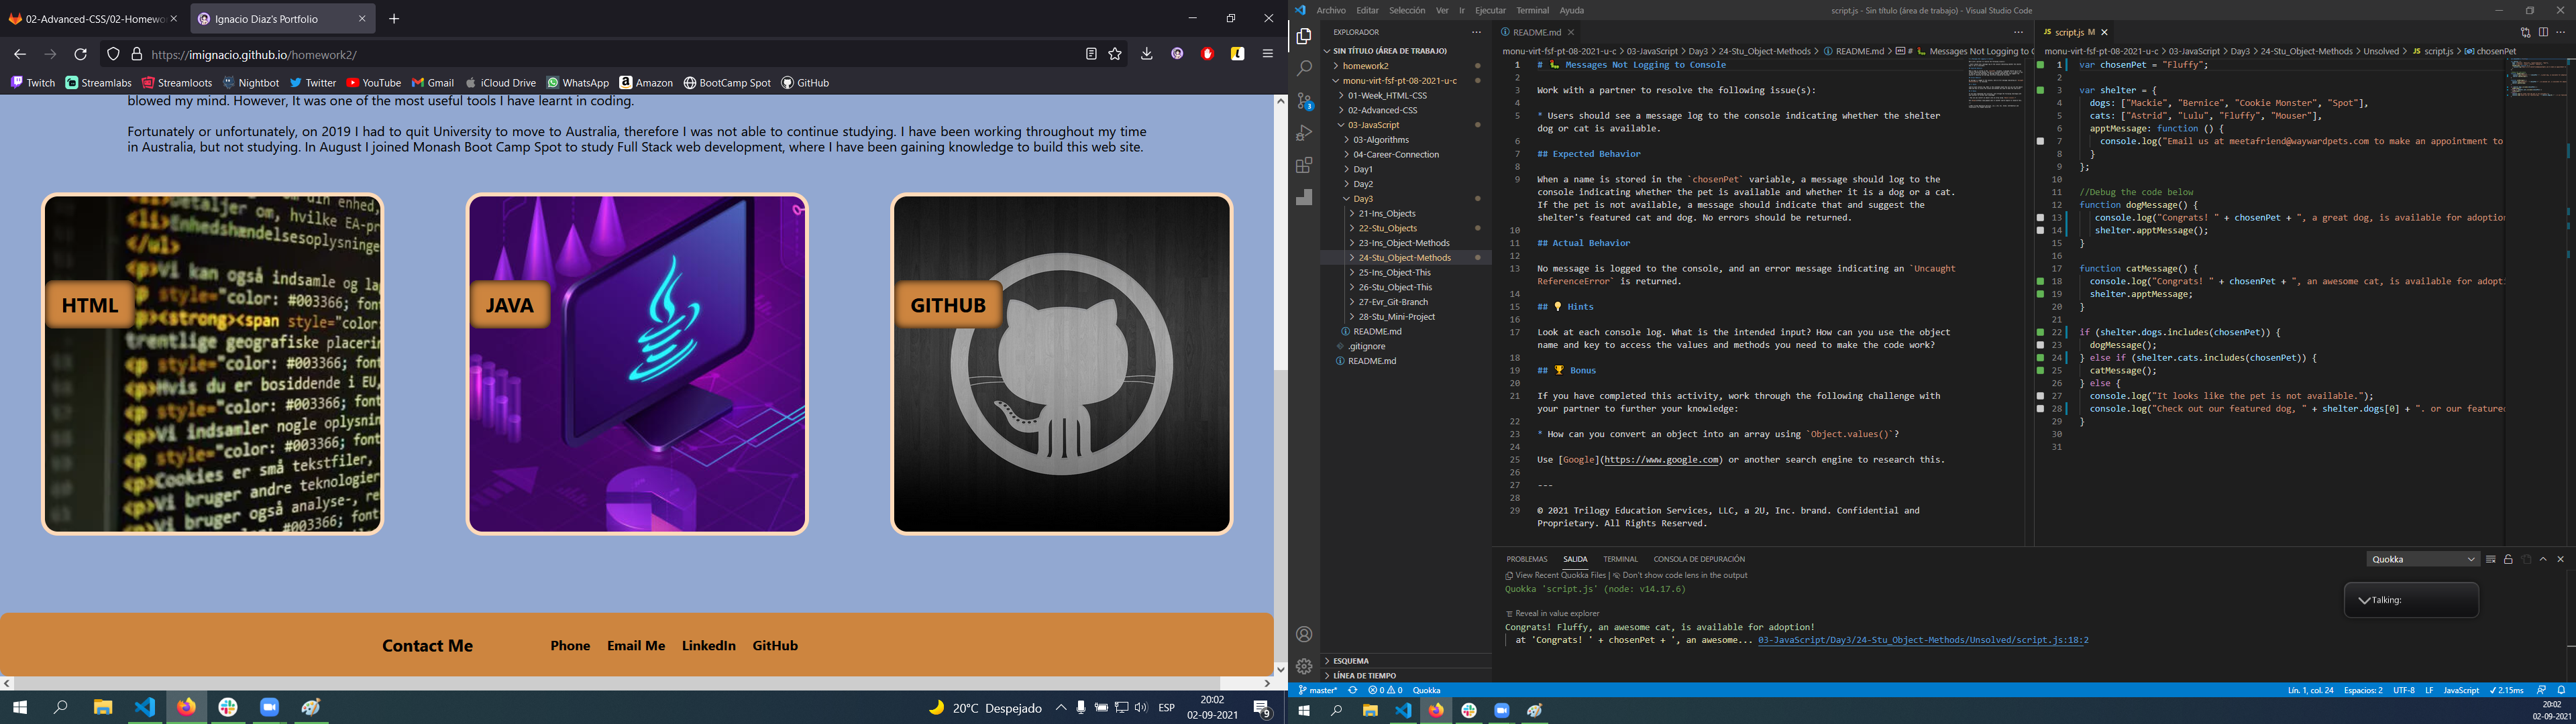 02-Advanced-CSS/02-Homewo
Ignacio Diaz's Portfolio
https://imignacio.github.io/homework2/
Twitch
Streamlabs
Streamloots
Nightbot
Twitter
YouTube
Gmail
iCloud Drive
WhatsApp
Amazon
BootCamp Spot
GitHub
blowed my mind. However, It was one of the most useful tools I have learnt in coding.
Fortunately or unfortunately, on 2019 I had to quit University to move to Australia, therefore I was not able to continue studying. I have been working throughout my time
in Australia, but not studying. In August I joined Monash Boot Camp Spot to study Full Stack web development, where I have been gaining knowledge to build this web site.
HTML
JAVA
GITHUB
Contact Me
Phone
Email Me
LinkedIn
GitHub
20°C Despejado
ESP
20:02
02-09-2021
9
Archivo Editar Selección Ver Ir Ejecutar Terminal Ayuda
script.js - Sin título (área de trabajo) - Visual Studio Code
EXPLORADOR
SIN TÍTULO (ÁREA DE TRABAJO)
homework2
monu-virt-fsf-pt-08-2021-u-c
01-Week_HTML-CSS
02-Advanced-CSS
03-JavaScript
03-Algorithms
04-Career-Connection
Day1
Day2
Day3
21-Ins_Objects
22-Stu_Objects
23-Ins_Object-Methods
24-Stu_Object-Methods
25-Ins_Object-This
26-Stu_Object-This
27-Evr_Git-Branch
28-Stu_Mini-Project
README.md
.gitignore
README.md
ESQUEMA
LÍNEA DE TIEMPO
3
README.md
monu-virt-fsf-pt-08-2021-u-c > 03-JavaScript > Day3 > 24-Stu_Object-Methods > README.md > # 🐛 Messages Not Logging to C
1 # 🐛 Messages Not Logging to Console
2
3 Work with a partner to resolve the following issue(s):
4
5 * Users should see a message log to the console indicating whether the shelter
dog or cat is available.
6
7 ## Expected Behavior
8
9 When a name is stored in the `chosenPet` variable, a message should log to the
console indicating whether the pet is available and whether it is a dog or a cat.
If the pet is not available, a message should indicate that and suggest the
shelter's featured cat and dog. No errors should be returned.
10
11 ## Actual Behavior
12
13 No message is logged to the console, and an error message indicating an `Uncaught
ReferenceError` is returned.
14
15 ## 💡 Hints
16
17 Look at each console log. What is the intended input? How can you use the object
name and key to access the values and methods you need to make the code work?
18
19 ## 🏆 Bonus
20
21 If you have completed this activity, work through the following challenge with
your partner to further your knowledge:
22
23 * How can you convert an object into an array using `Object.values()`?
24
25 Use [Google](https://www.google.com) or another search engine to research this.
26
27 ---
28
29 © 2021 Trilogy Education Services, LLC, a 2U, Inc. brand. Confidential and
Proprietary. All Rights Reserved.
JS script.js M
monu-virt-fsf-pt-08-2021-u-c > 03-JavaScript > Day3 > 24-Stu_Object-Methods > Unsolved > JS script.js > chosenPet
1 var chosenPet = "Fluffy";
2
3 var shelter = {
4 dogs: ["Mackie", "Bernice", "Cookie Monster", "Spot"],
5 cats: ["Astrid", "Lulu", "Fluffy", "Mouser"],
6 apptMessage: function () {
7 console.log("Email us at meetafriend@waywardpets.com to make an appointment to
8 }
9 };
10
11 //Debug the code below
12 function dogMessage() {
13 console.log("Congrats! " + chosenPet + ", a great dog, is available for adoptio
14 shelter.apptMessage();
15 }
16
17 function catMessage() {
18 console.log("Congrats! " + chosenPet + ", an awesome cat, is available for adopti
19 shelter.apptMessage;
20 }
21
22 if (shelter.dogs.includes(chosenPet)) {
23 dogMessage();
24 } else if (shelter.cats.includes(chosenPet)) {
25 catMessage();
26 } else {
27 console.log("It looks like the pet is not available.");
28 console.log("Check out our featured dog, " + shelter.dogs[0] + ". or our feature
29 }
30
31
PROBLEMAS SALIDA TERMINAL CONSOLA DE DEPURACIÓN
Quokka
View Recent Quokka Files | Don't show code lens in the output
Quokka 'script.js' (node: v14.17.6)
Reveal in value explorer
Congrats! Fluffy, an awesome cat, is available for adoption!
at 'Congrats! ' + chosenPet + ', an awesome... 03-JavaScript/Day3/24-Stu_Object-Methods/Unsolved/script.js:18:2
Talking:
master* 0 0 Quokka
Lín. 1, col. 24 Espacios: 2 UTF-8 LF JavaScript ✓ 2.15ms
20:02
02-09-2021